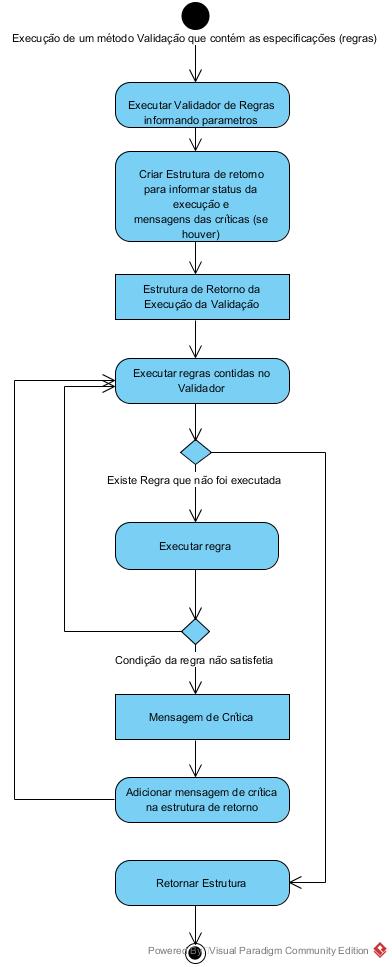 Execução de um método Validação que contém as especificações (regras)
Executar Validador de Regras
informando parametros
Criar Estrutura de retorno
para informar status da
execução e
mensagens das críticas (se
houver)
Estrutura de Retorno da
Execução da Validação
Executar regras contidas no
Validador
Existe Regra que não foi executada
Executar regra
Condição da regra não satisfetia
Mensagem de Crítica
Adicionar mensagem de crítica
na estrutura de retorno
Retornar Estrutura
Powered Visual Paradigm Community Edition